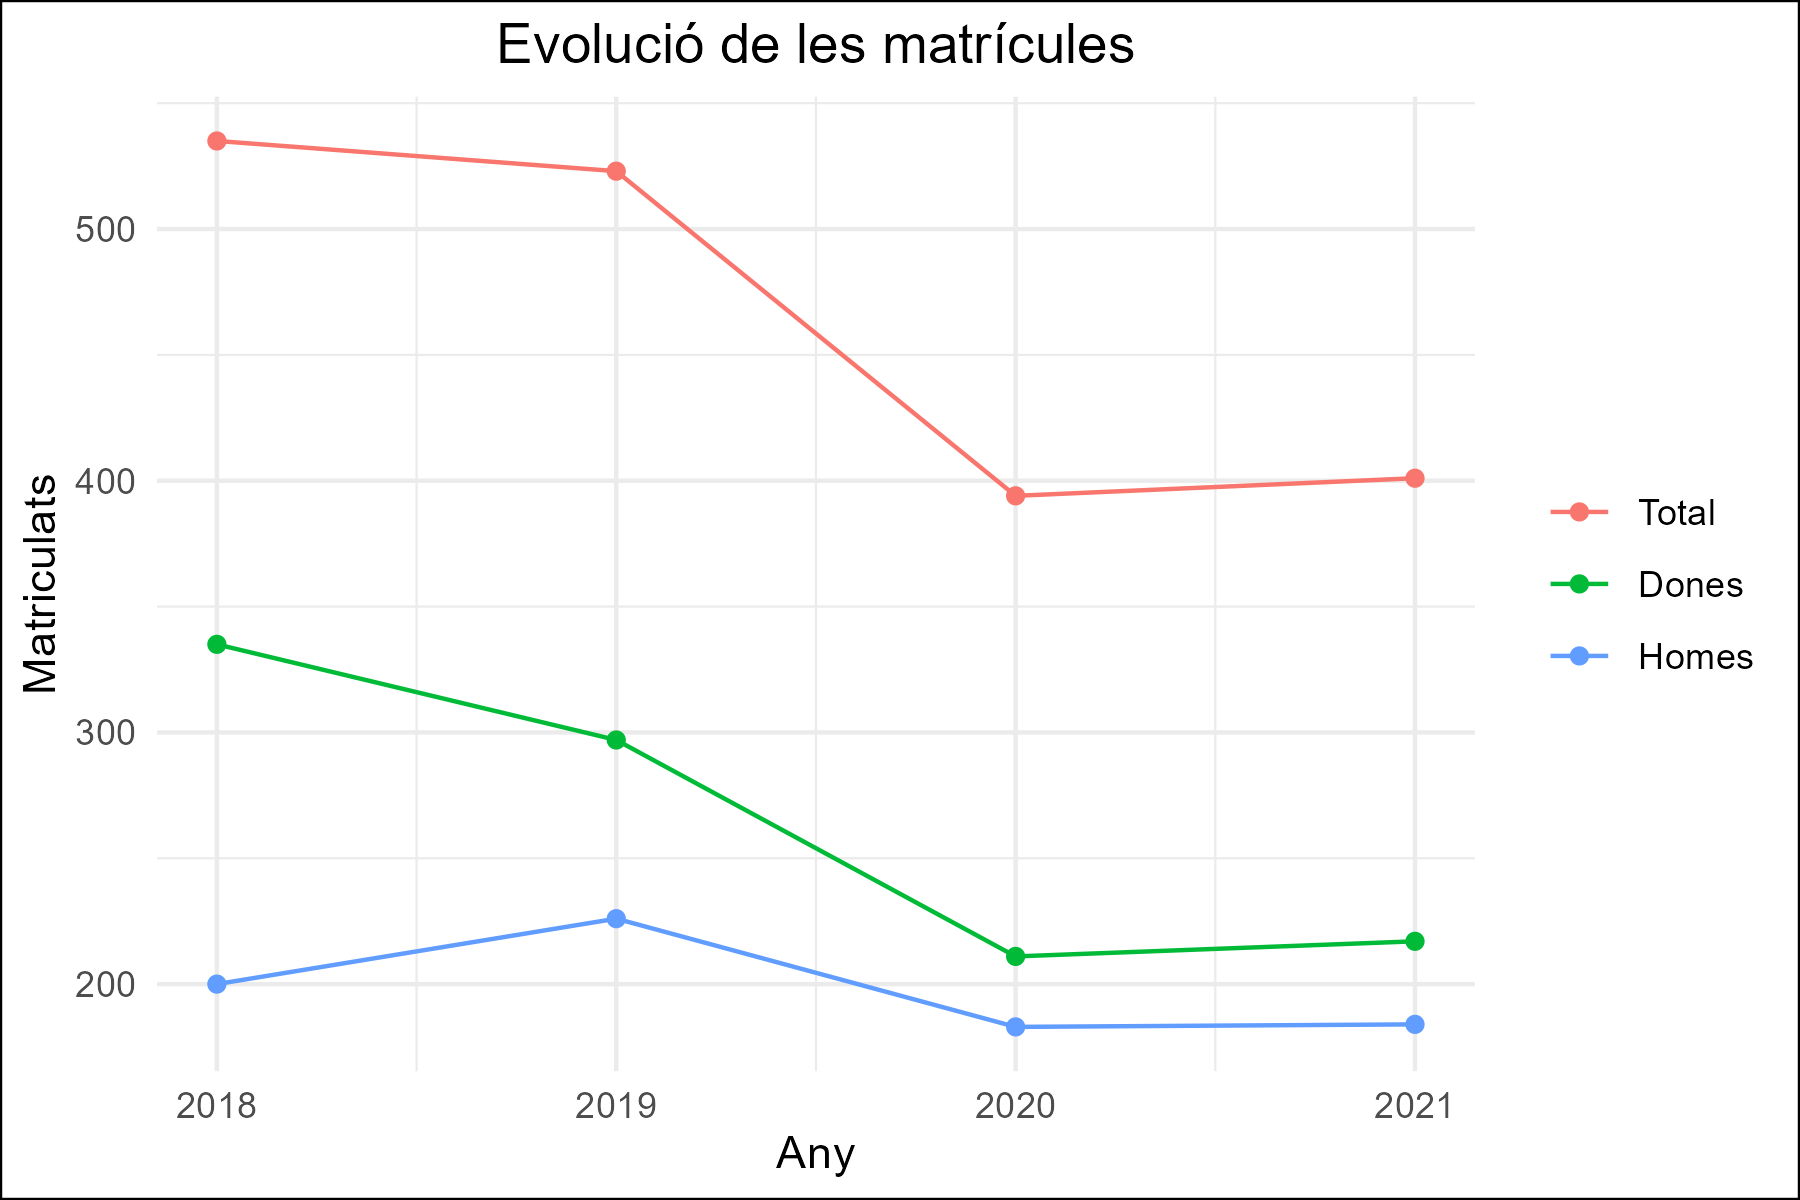 Evolució de les matrícules
Matriculats
500
400
300
200
2018
2019
2020
2021
Any
Total
Dones
Homes